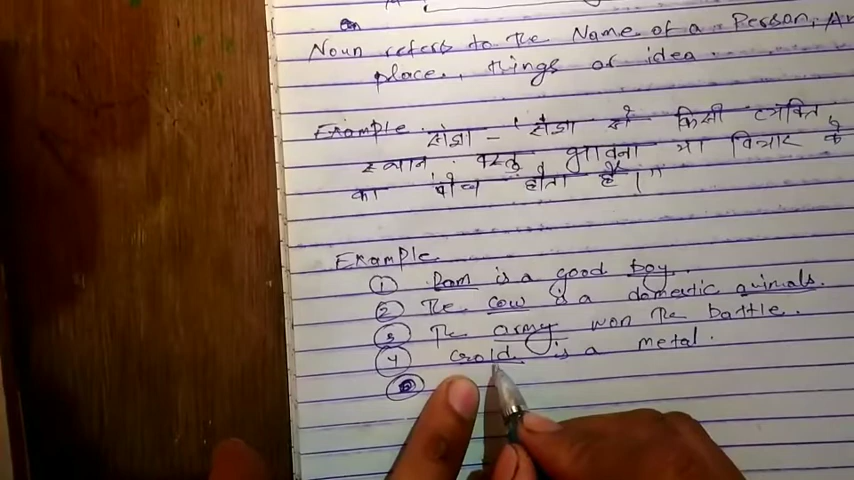 Noun refers to the Name of a Person,
place, things or idea
Example संज्ञा - 'संज्ञा से किसी व्यक्ति,
स्थान, वस्तु, भावना या विचार के
का बोध होता है।"
Example
① Ram is a good boy.
② The cow is a domestic animals.
③ The army won the battle.
④ Gold is a metal.